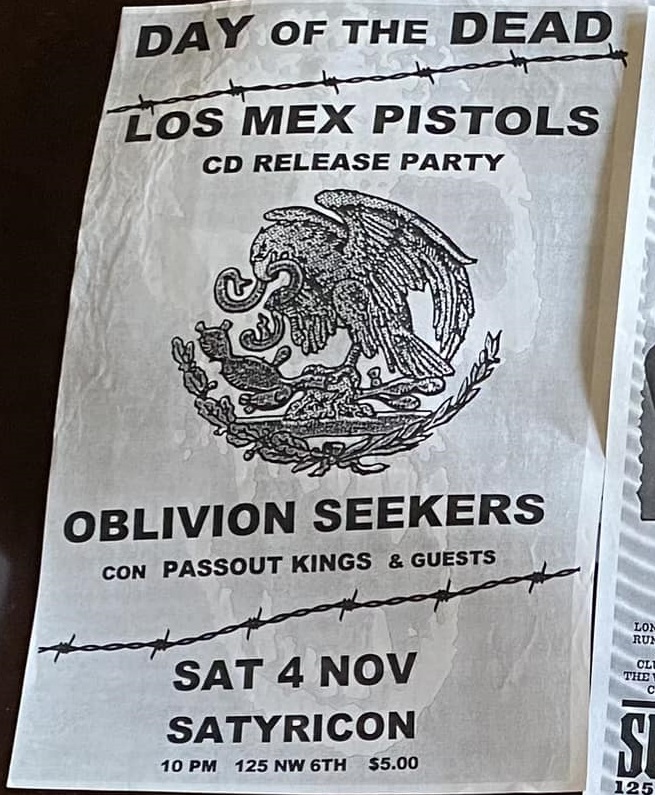 DAY OF THE DEAD
LOS MEX PISTOLS
CD RELEASE PARTY
OBLIVION SEEKERS
CON PASSOUT KINGS & GUESTS
SAT 4 NOV
SATYRICON
10 PM 125 NW 6TH $5.00
125